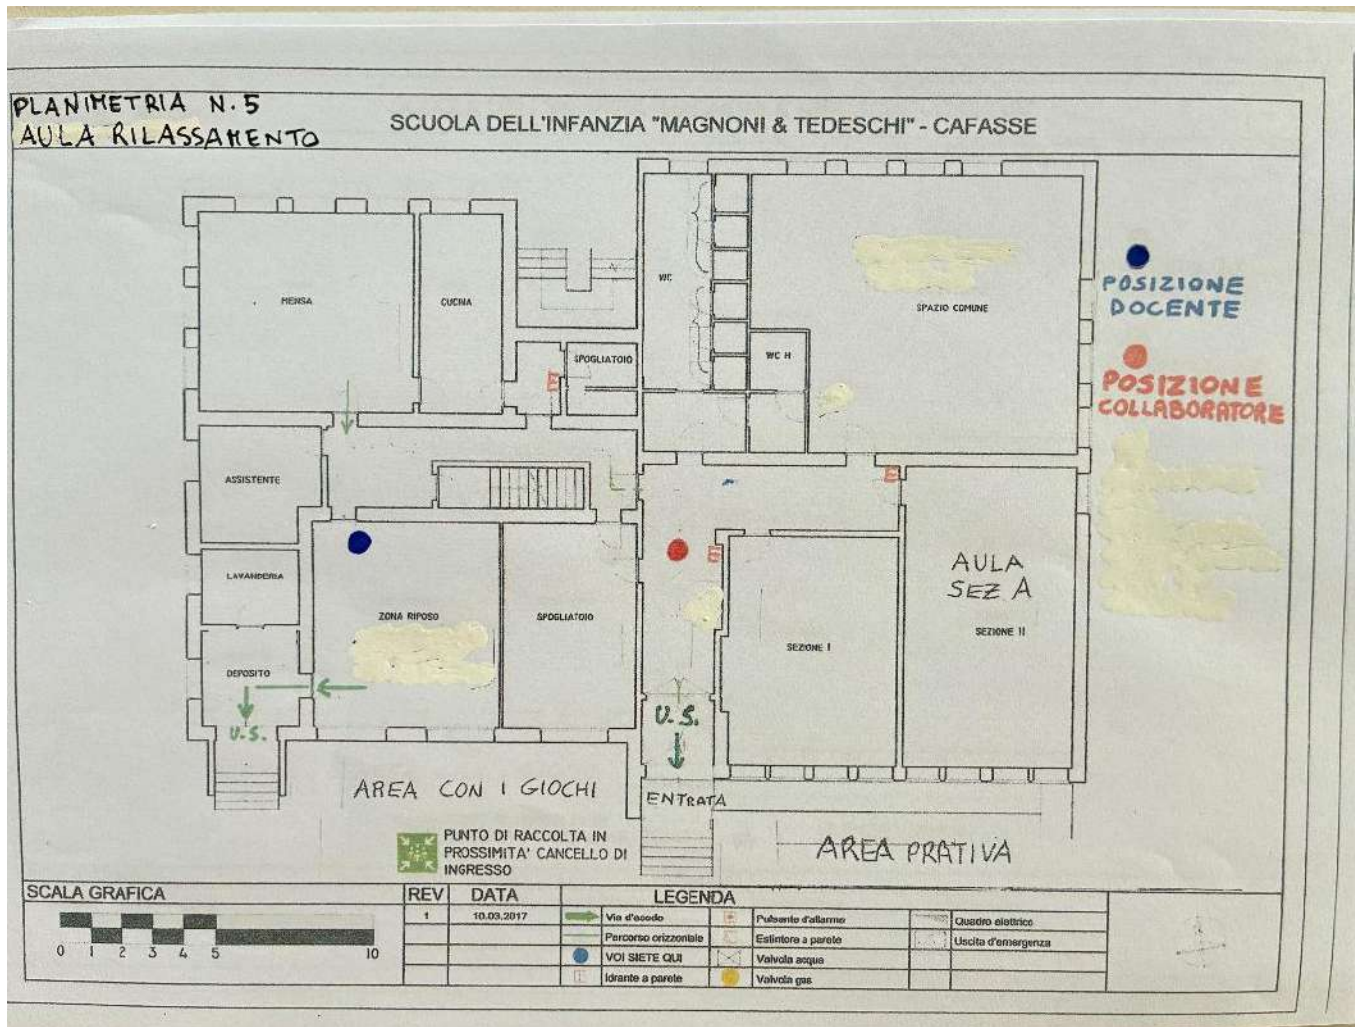 PLANIMETRIA N. 5
AULA RILASSAMENTO
SCUOLA DELL'INFANZIA "MAGNONI & TEDESCHI" - CAFASSE
MENSA
CUCINA
SPOGLIATOIO
WC
WC H
SPAZIO COMUNE
POSIZIONE
DOCENTE
POSIZIONE
COLLABORATORE
ASSISTENTE
LAVANDERIA
DEPOSITO
ZONA RIPOSO
SPOGLIATOIO
SEZIONE I
AULA
SEZ A
SEZIONE II
U.S.
U.S.
AREA CON I GIOCHI
ENTRATA
AREA PRATIVA
PUNTO DI RACCOLTA IN
PROSSIMITA' CANCELLO DI
INGRESSO
SCALA GRAFICA
0 1 2 3 4 5 10
REV DATA
1 10.03.2017
LEGENDA
Via d'esodo
Percorso orizzontale
VOI SIETE QUI
Idrante a parete
Pulsante d'allarme
Estintore a parete
Valvola acqua
Valvola gas
Quadro elettrico
Uscita d'emergenza